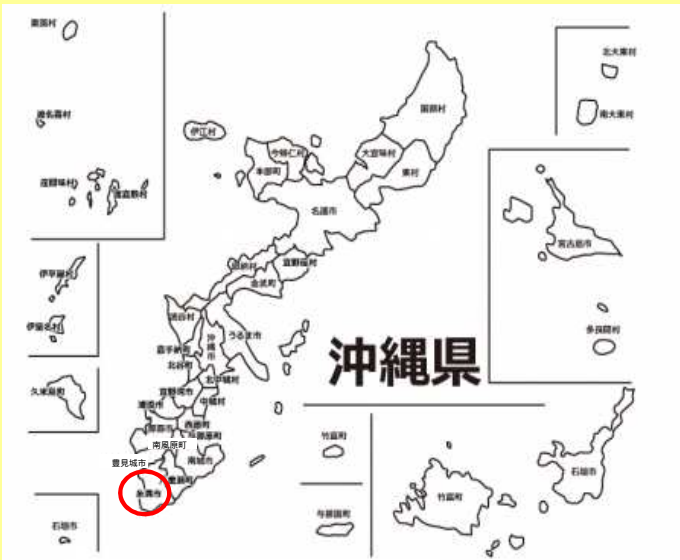 粟国村
渡名喜村
座間味村
渡嘉敷村
伊平屋村
伊是名村
久米島町
石垣市
伊江村
今帰仁村
本部町
大宜味村
国頭村
東村
名護市
恩納村
宜野座村
金武町
読谷村
うるま市
沖縄市
嘉手納町
北谷町
北中城村
宜野湾市
中城村
浦添市
西原町
那覇市
与那原町
南風原町
豊見城市
南城市
八重瀬町
糸満市
沖縄県
北大東村
南大東村
宮古島市
多良間村
竹富町
与那国町
竹富町
石垣市